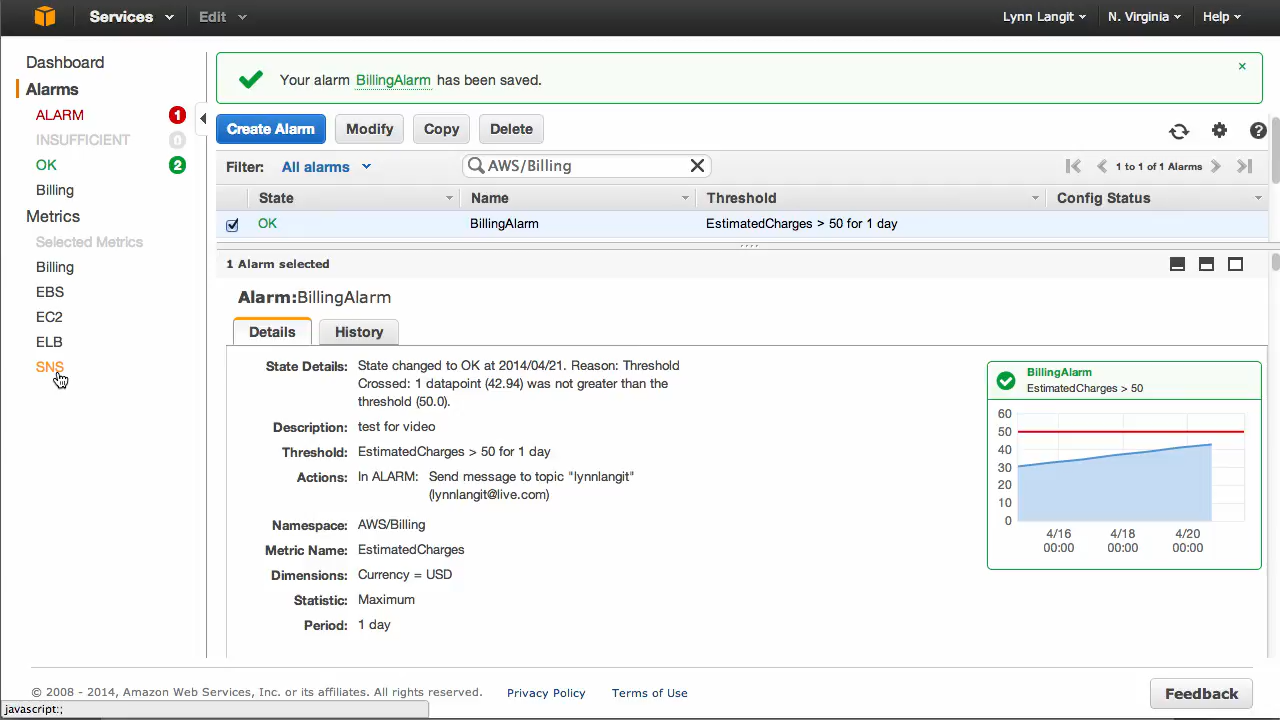 Services Edit Lynn Langit N. Virginia Help
Dashboard
Alarms
ALARM 1
INSUFFICIENT 0
OK 2
Billing
Metrics
Selected Metrics
Billing
EBS
EC2
ELB
SNS
Your alarm BillingAlarm has been saved. ×
Create Alarm Modify Copy Delete ?
Filter: All alarms AWS/Billing 1 to 1 of 1 Alarms
State Name Threshold Config Status
OK BillingAlarm EstimatedCharges > 50 for 1 day
1 Alarm selected
Alarm:BillingAlarm
Details History
State Details: State changed to OK at 2014/04/21. Reason: Threshold
Crossed: 1 datapoint (42.94) was not greater than the
threshold (50.0).
Description: test for video
Threshold: EstimatedCharges > 50 for 1 day
Actions: In ALARM: Send message to topic "lynnlangit"
(lynnlangit@live.com)
Namespace: AWS/Billing
Metric Name: EstimatedCharges
Dimensions: Currency = USD
Statistic: Maximum
Period: 1 day
BillingAlarm
EstimatedCharges > 50
60
50
40
30
20
10
0
4/16 4/18 4/20
00:00 00:00 00:00
© 2008 - 2014, Amazon Web Services, Inc. or its affiliates. All rights reserved. Privacy Policy Terms of Use Feedback
javascript:;